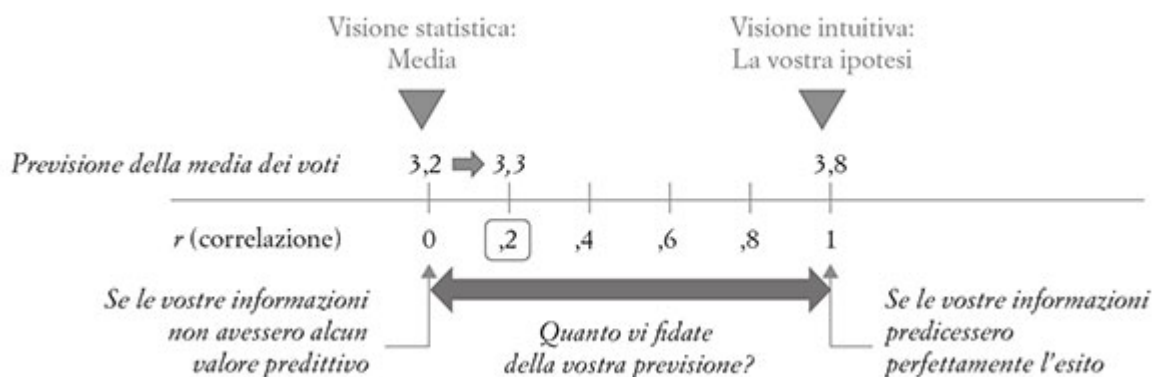 Visione statistica:
Media
Visione intuitiva:
La vostra ipotesi
Previsione della media dei voti 3,2 3,3 3,8
r (correlazione) 0 ,2 ,4 ,6 ,8 1
Se le vostre informazioni
non avessero alcun
valore predittivo
Quanto vi fidate
della vostra previsione?
Se le vostre informazioni
predicessero
perfettamente l'esito